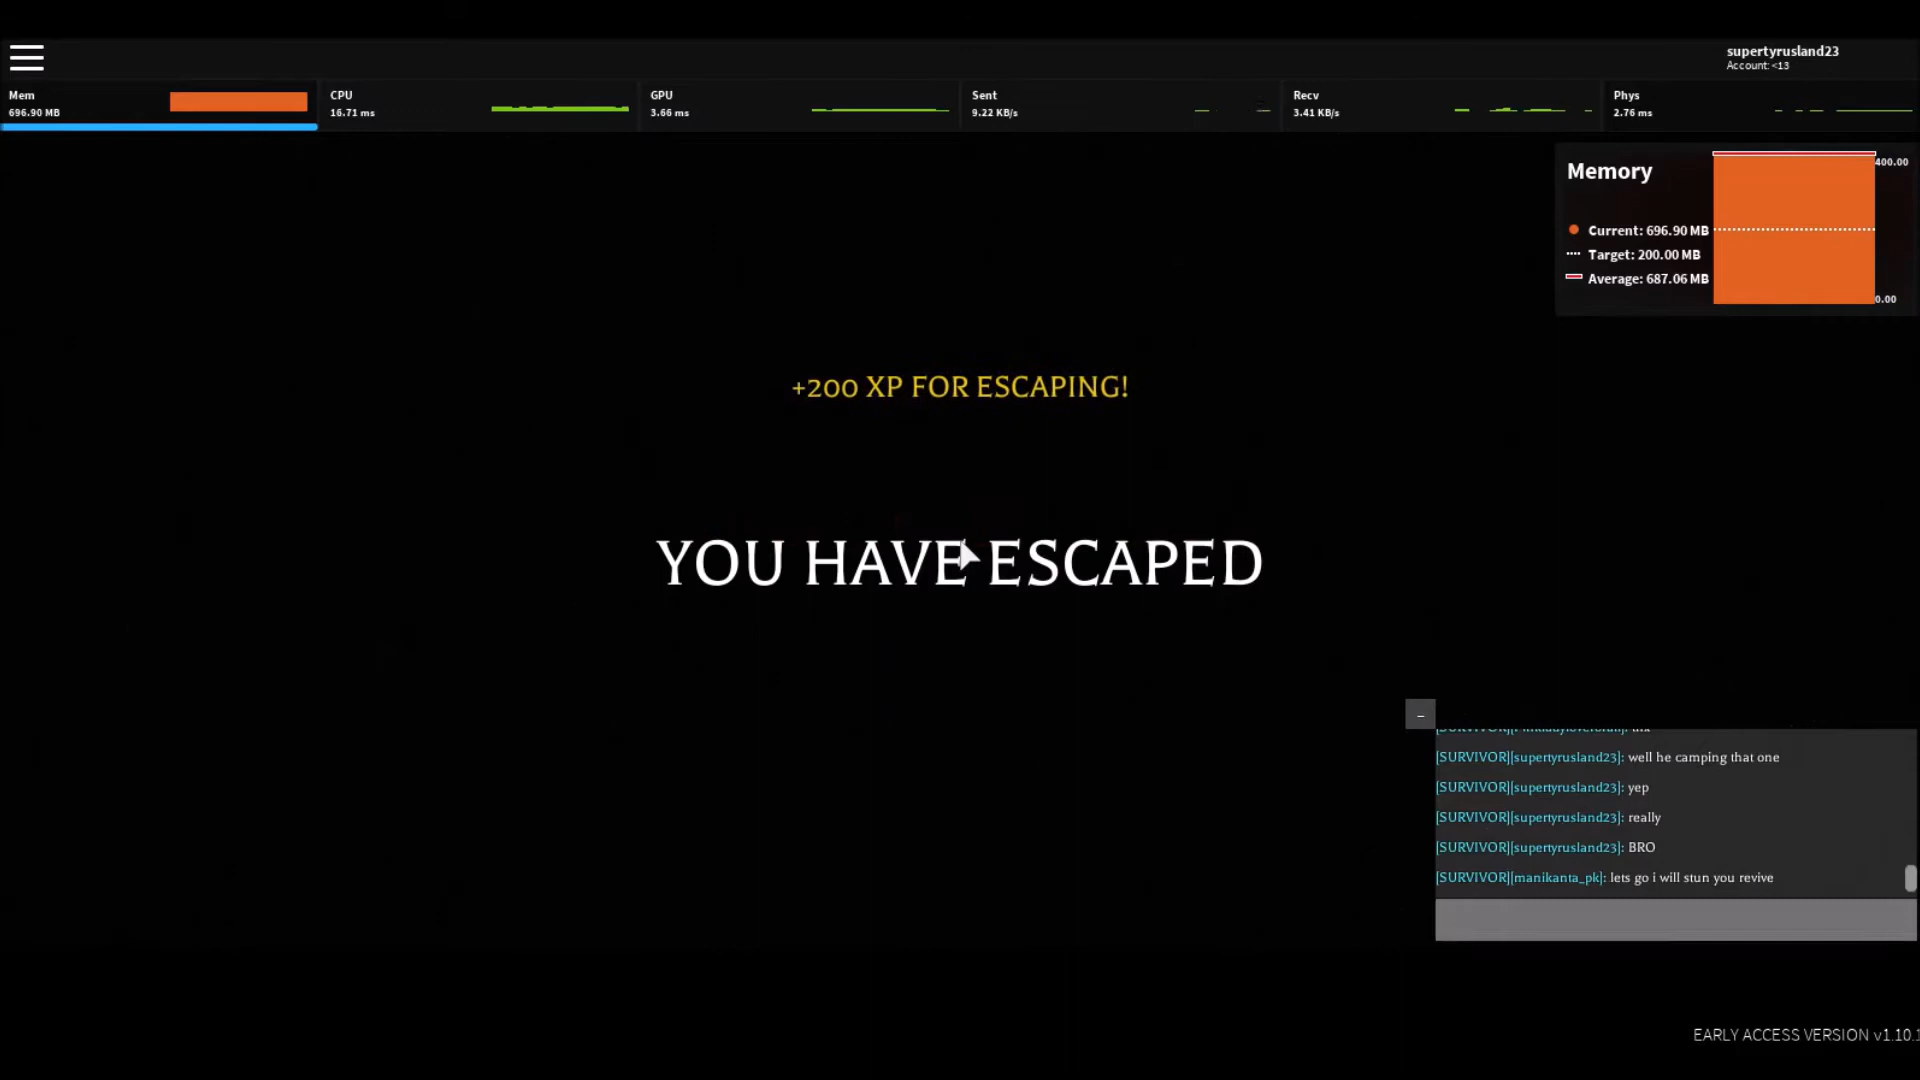 supertyrusland23
Account: <13
Mem
696.90 MB
CPU
16.71 ms
GPU
3.66 ms
Sent
9.22 KB/s
Recv
3.41 KB/s
Phys
2.76 ms
Memory
400.00
Current: 696.90 MB
Target: 200.00 MB
Average: 687.06 MB
0.00
+200 XP FOR ESCAPING!
YOU HAVE ESCAPED
[SURVIVOR][supertyrusland23]: well he camping that one
[SURVIVOR][supertyrusland23]: yep
[SURVIVOR][supertyrusland23]: really
[SURVIVOR][supertyrusland23]: BRO
[SURVIVOR][manikanta_pk]: lets go i will stun you revive
EARLY ACCESS VERSION v1.10.1